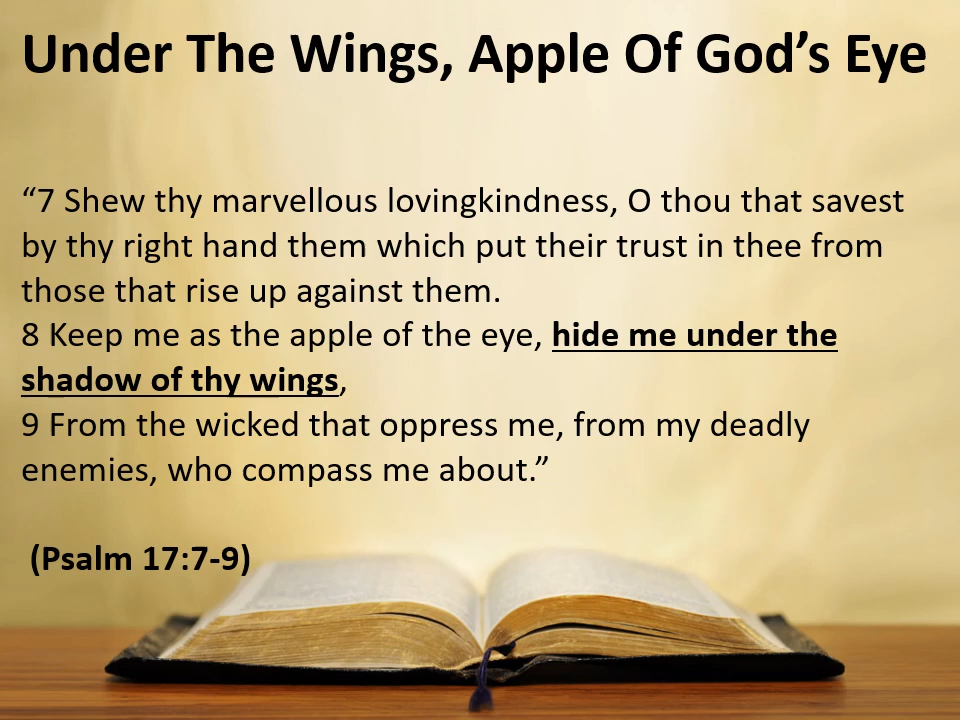 Under The Wings, Apple Of God’s Eye
“7 Shew thy marvellous lovingkindness, O thou that savest
by thy right hand them which put their trust in thee from
those that rise up against them.
8 Keep me as the apple of the eye, hide me under the
shadow of thy wings,
9 From the wicked that oppress me, from my deadly
enemies, who compass me about.”
(Psalm 17:7-9)